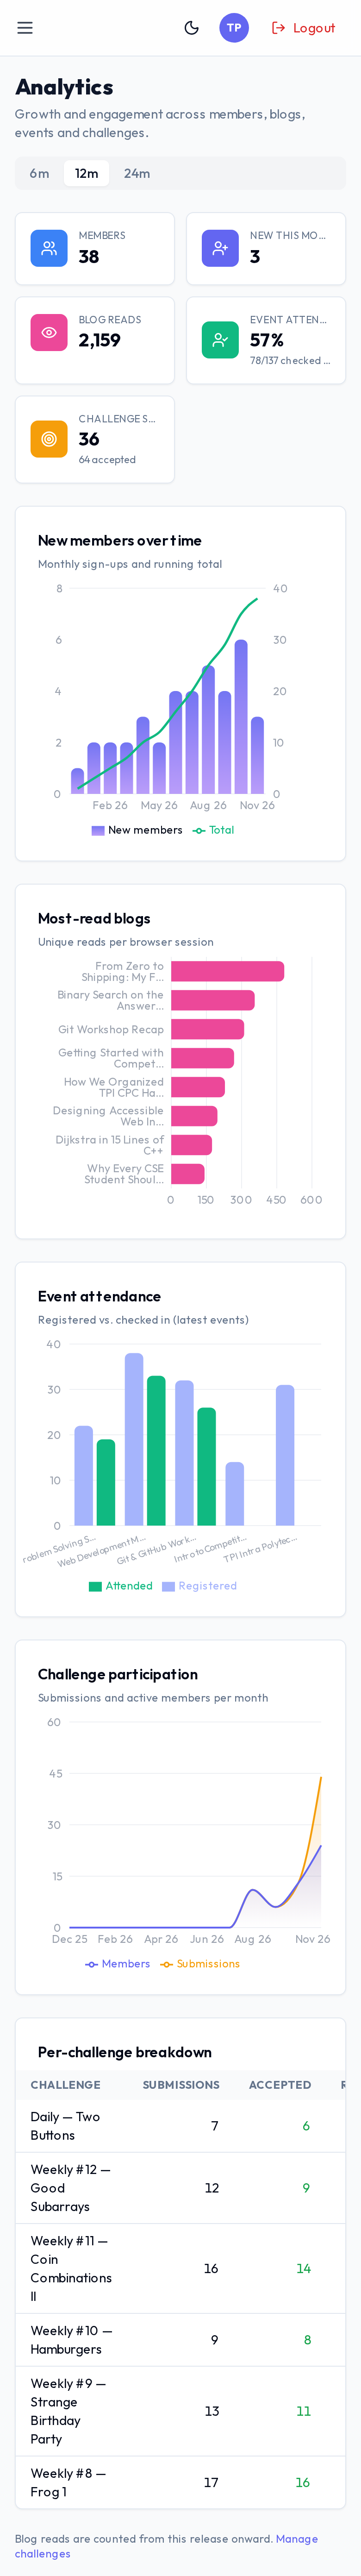 TP
Logout
Analytics
Growth and engagement across members, blogs,
events and challenges.
6m 12m 24m
MEMBERS
38
NEW THIS MO...
3
BLOG READS
2,159
EVENT ATTEN...
57%
78/137 checked ...
CHALLENGE S...
36
64 accepted
New members over time
Monthly sign-ups and running total
8 40
6 30
4 20
2 10
0 0
Feb 26 May 26 Aug 26 Nov 26
New members Total
Most-read blogs
Unique reads per browser session
From Zero to
Shipping: My F...
Binary Search on the
Answer...
Git Workshop Recap
Getting Started with
Compet...
How We Organized
TPI CPC Ha...
Designing Accessible
Web In...
Dijkstra in 15 Lines of
C++
Why Every CSE
Student Shoul...
0 150 300 450 600
Event attendance
Registered vs. checked in (latest events)
40
30
20
10
0
roblem Solving S...
Web Development M...
Git & GitHub Work...
Intro to Competit...
TPI Intra Polytec...
Attended Registered
Challenge participation
Submissions and active members per month
60
45
30
15
0
Dec 25 Feb 26 Apr 26 Jun 26 Aug 26 Nov 26
Members Submissions
Per-challenge breakdown
CHALLENGE SUBMISSIONS ACCEPTED
Daily — Two
Buttons
7 6
Weekly #12 —
Good
Subarrays
12 9
Weekly #11 —
Coin
Combinations
II
16 14
Weekly #10 —
Hamburgers
9 8
Weekly #9 —
Strange
Birthday
Party
13 11
Weekly #8 —
Frog 1
17 16
Blog reads are counted from this release onward. Manage
challenges